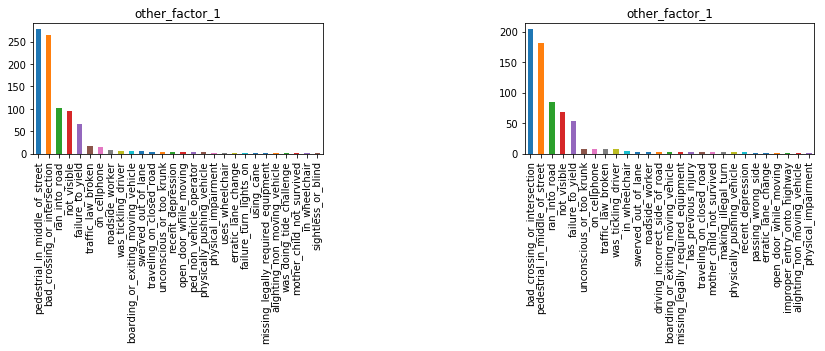 other_factor_1
250
200
150
100
50
0
pedestrial_in_middle_of_street
bad_crossing_or_intersection
ran_into_road
not_visible
failure_to_yield
traffic_law_broken
on_cellphone
roadside_worker
was_tickling_driver
boarding_or_exiting_moving_vehicle
swerved_out_of_lane
traveling_on_closed_road
unconscious_or_too_krunk
recent_depression
open_door_while_moving
ped_non_vehicle_operator
physically_pushing_vehicle
physical_impairment
uses_wheelchair
erratic_lane_change
failure_turn_lights_on
using_cane
missing_legally_required_equipment
alighting_non_moving_vehicle
was_doing_tide_challenge
mother_child_not_survived
in_wheelchair
sightless_or_blind
other_factor_1
200
150
100
50
0
bad_crossing_or_intersection
pedestrial_in_middle_of_street
ran_into_road
not_visible
failure_to_yield
unconscious_or_too_krunk
on_cellphone
traffic_law_broken
was_tickling_driver
in_wheelchair
swerved_out_of_lane
roadside_worker
driving_incorrect_side_of_road
boarding_or_exiting_moving_vehicle
missing_legally_required_equipment
has_previous_injury
traveling_on_closed_road
mother_child_not_survived
making_illegal_turn
physically_pushing_vehicle
recent_depression
passing_wrongside
erratic_lane_change
open_door_while_moving
improper_entry_onto_highway
alighting_non_moving_vehicle
physical_impairment